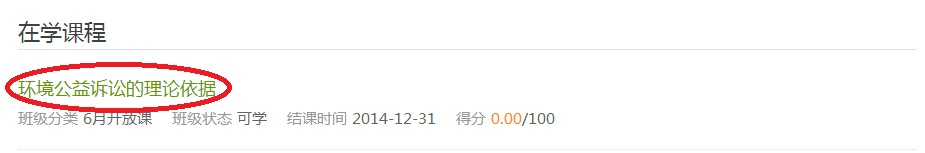 在学课程
环境公益诉讼的理论依据
班级分类 6月开放课 班级状态 可学 结课时间 2014-12-31 得分 0.00/100